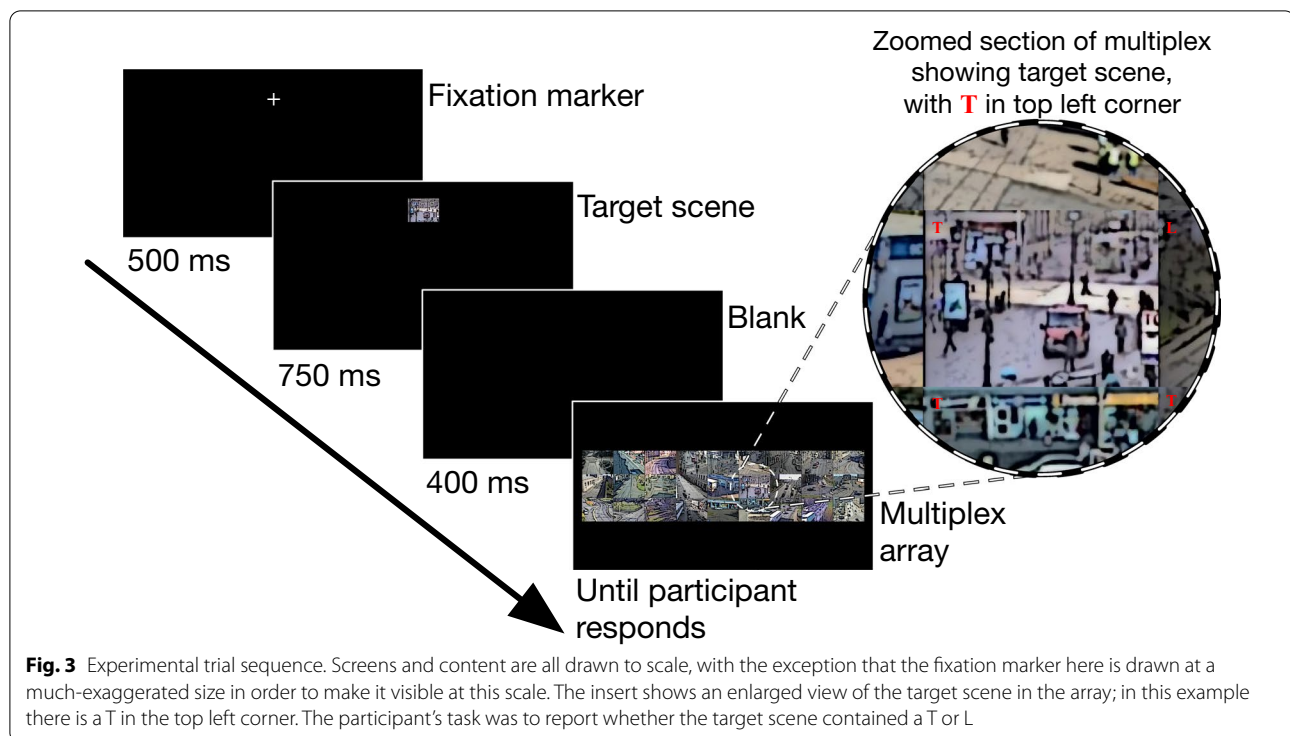 Zoomed section of multiplex
showing target scene,
with T in top left corner
Fixation marker
Target scene
500 ms
T
L
Blank
750 ms
T
400 ms
Multiplex
array
Until participant
responds
Fig. 3 Experimental trial sequence. Screens and content are all drawn to scale, with the exception that the fixation marker here is drawn at a
much-exaggerated size in order to make it visible at this scale. The insert shows an enlarged view of the target scene in the array; in this example
there is a T in the top left corner. The participant’s task was to report whether the target scene contained a T or L